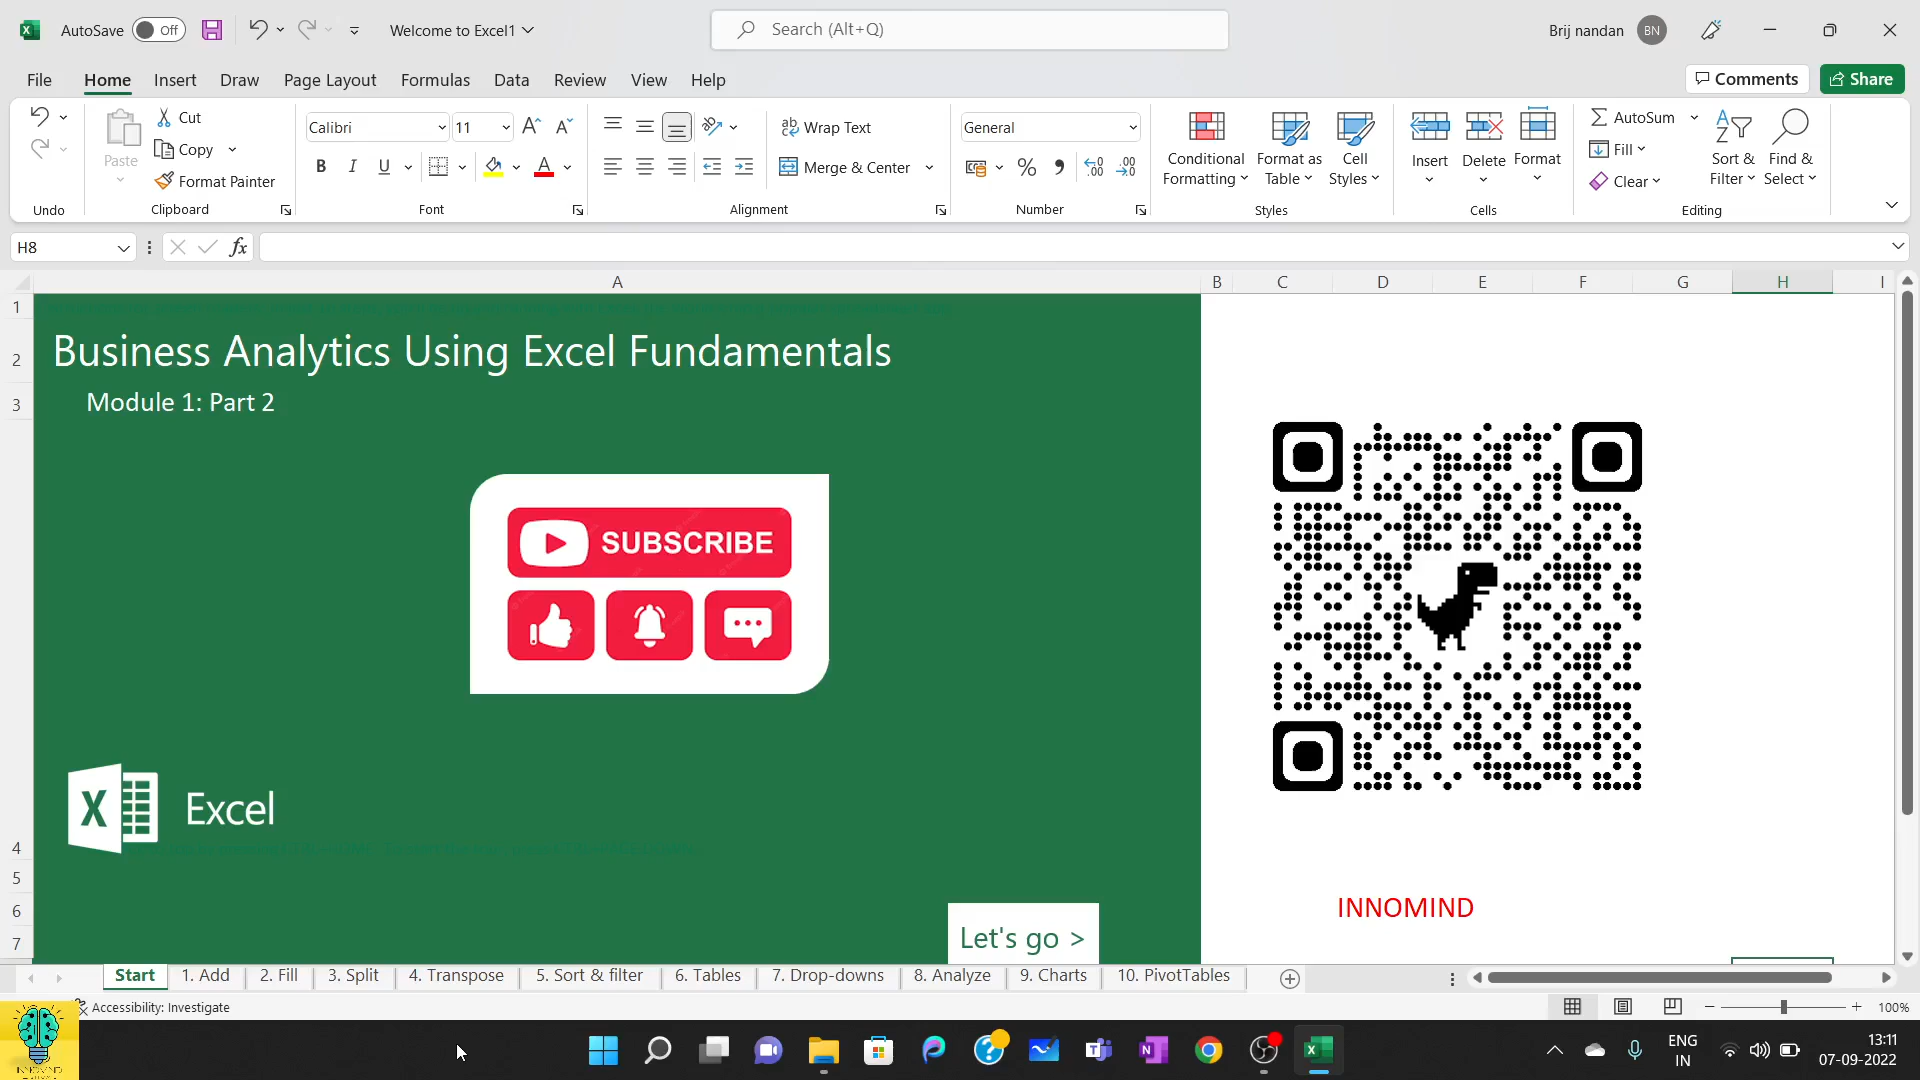 AutoSave Off Welcome to Excel1 Search (Alt+Q) Brij nandan BN
File Home Insert Draw Page Layout Formulas Data Review View Help Comments Share
Paste Cut Copy Format Painter
Calibri 11
B I U A
ab Wrap Text
Merge & Center
General
% 9 .00
Conditional Formatting
Format as Table
Cell Styles
Insert Delete Format
AutoSum
Fill
Clear
Sort & Filter
Find & Select
Undo Clipboard Font Alignment Number Styles Cells Editing
H8 fx
A B C D E F G H I
1
2
3
4
5
6
7
Business Analytics Using Excel Fundamentals
Module 1: Part 2
SUBSCRIBE
X Excel
Let's go >
INNOMIND
Start 1. Add 2. Fill 3. Split 4. Transpose 5. Sort & filter 6. Tables 7. Drop-downs 8. Analyze 9. Charts 10. PivotTables
Accessibility: Investigate 100%
ENG
IN
13:11
07-09-2022